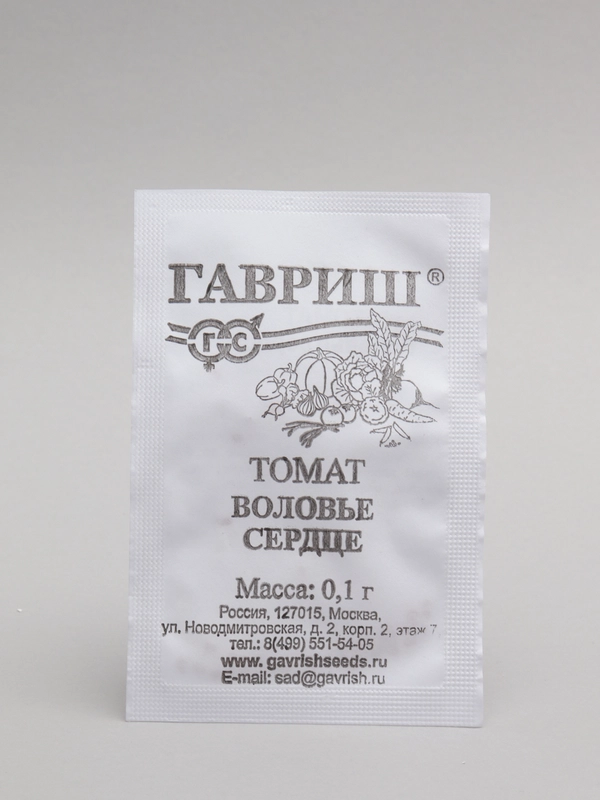 ГАВРИШ®
Г С
ТОМАТ
ВОЛОВЬЕ
СЕРДЦЕ
Масса: 0,1 г
Россия, 127015, Москва,
ул. Новодмитровская, д. 2, корп. 2, этаж 7
тел.: 8(499) 551-54-05
www. gavrishseeds.ru
E-mail: sad@gavrish.ru